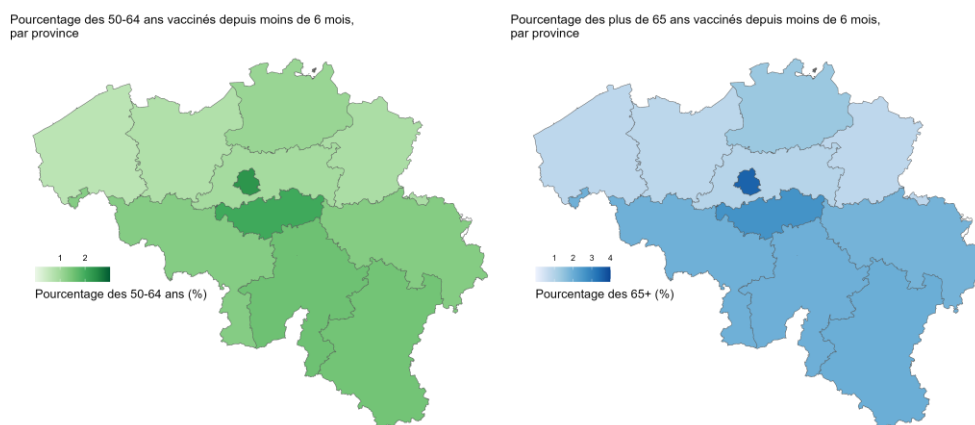 Pourcentage des 50-64 ans vaccinés depuis moins de 6 mois,
par province
1 2
Pourcentage des 50-64 ans (%)
Pourcentage des plus de 65 ans vaccinés depuis moins de 6 mois,
par province
1 2 3 4
Pourcentage des 65+ (%)